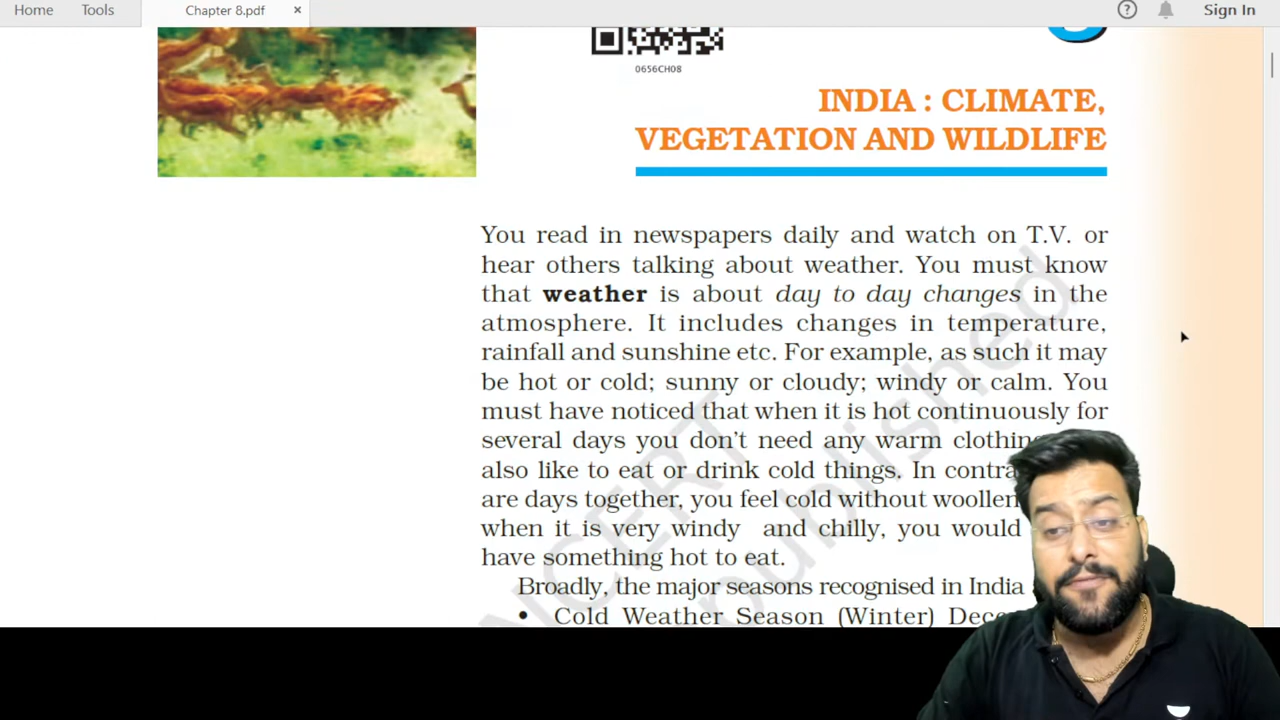 Home Tools Chapter 8.pdf × ? Sign In
0656CH08
INDIA : CLIMATE,
VEGETATION AND WILDLIFE
You read in newspapers daily and watch on T.V. or
hear others talking about weather. You must know
that weather is about day to day changes in the
atmosphere. It includes changes in temperature,
rainfall and sunshine etc. For example, as such it may
be hot or cold; sunny or cloudy; windy or calm. You
must have noticed that when it is hot continuously for
several days you don't need any warm clothing
also like to eat or drink cold things. In contra
are days together, you feel cold without woollen
when it is very windy and chilly, you would
have something hot to eat.
Broadly, the major seasons recognised in India
• Cold Weather Season (Winter) Dece
NCERT
published